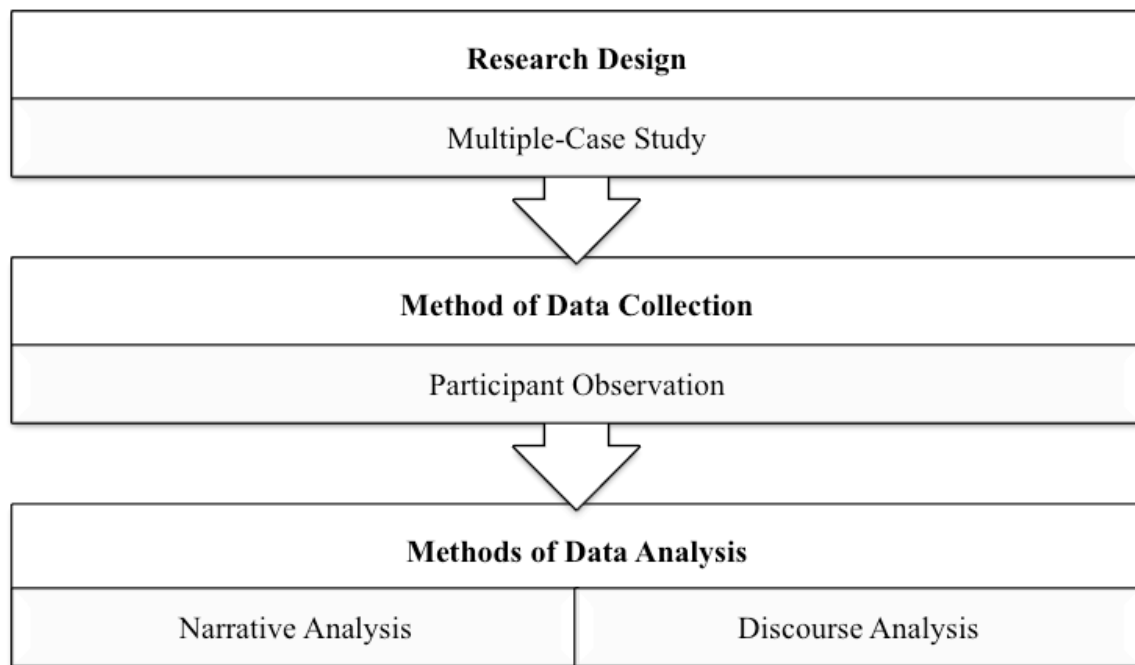 Research Design
Multiple-Case Study
Method of Data Collection
Participant Observation
Methods of Data Analysis
Narrative Analysis
Discourse Analysis